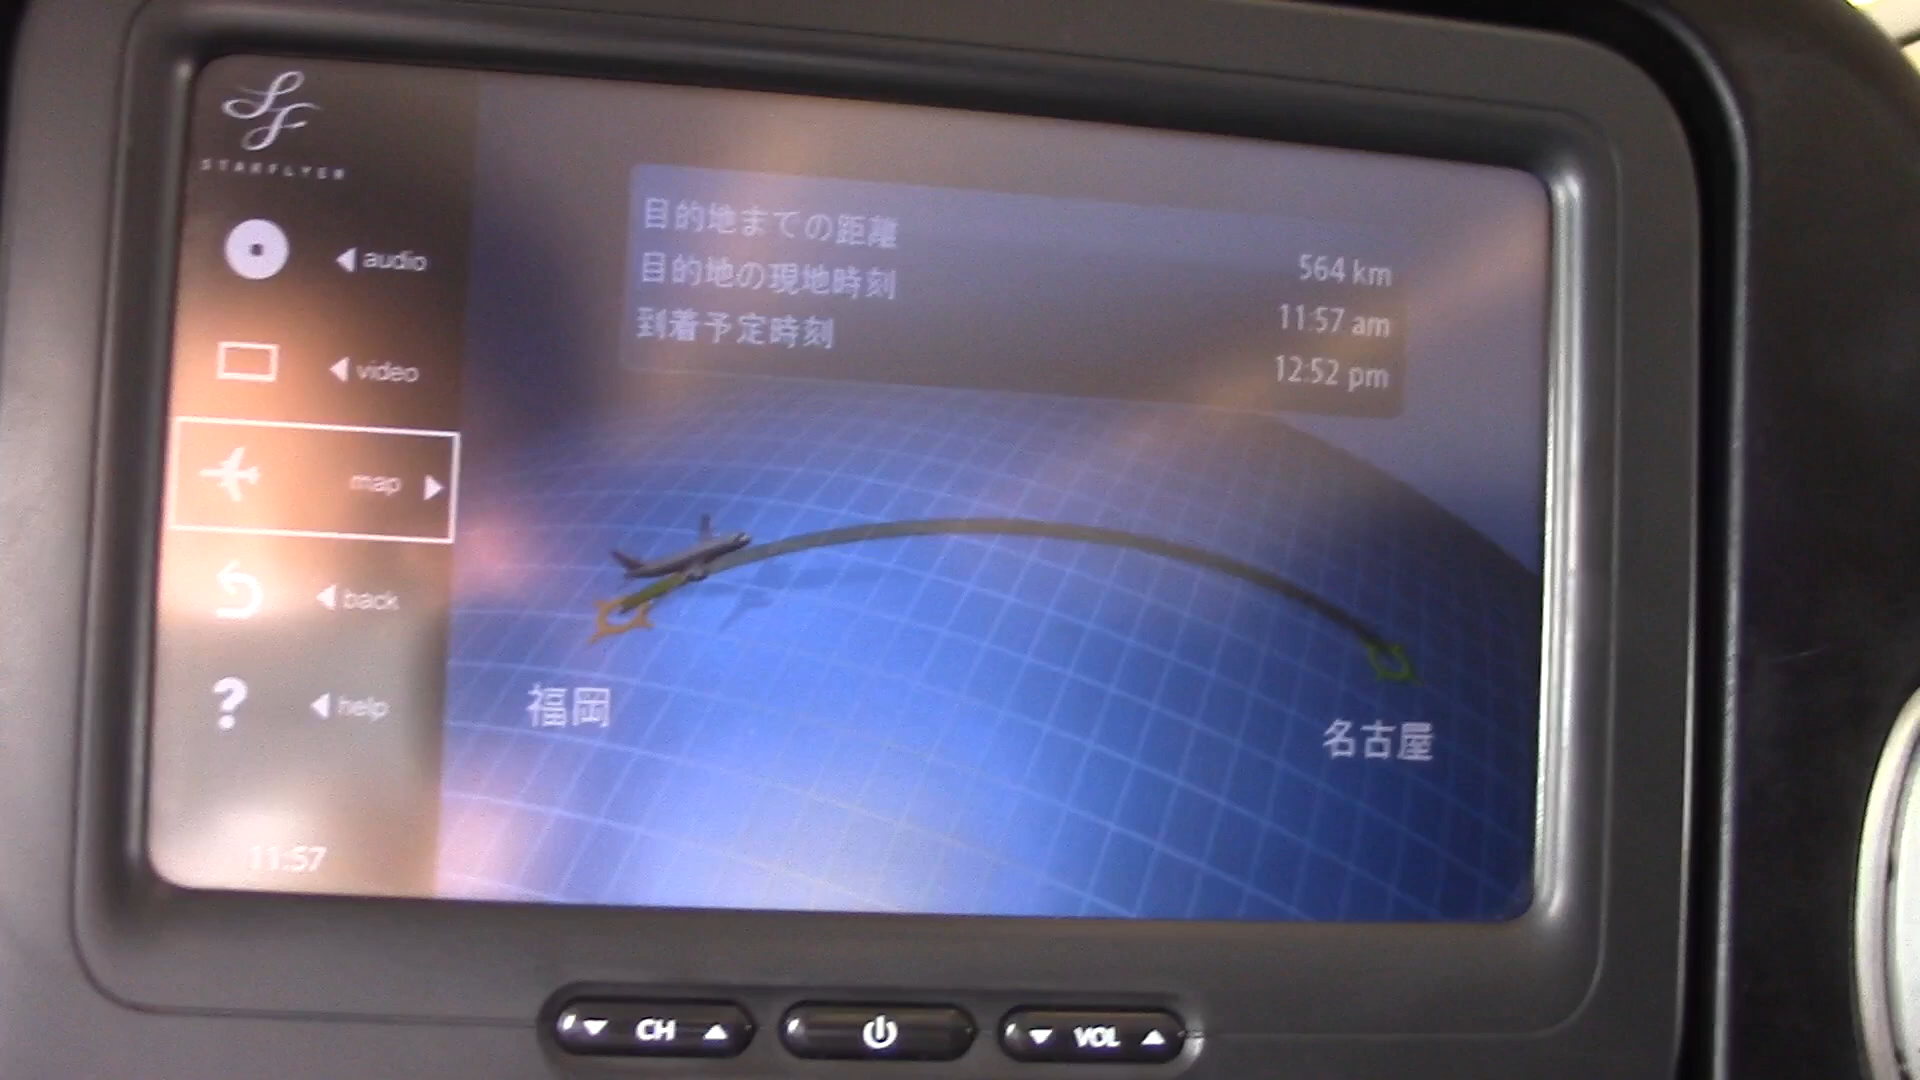 STARFLYER
audio
video
map
back
help
11:57
目的地までの距離 564 km
目的地の現地時刻 11:57 am
到着予定時刻 12:52 pm
福岡
名古屋
CH
VOL